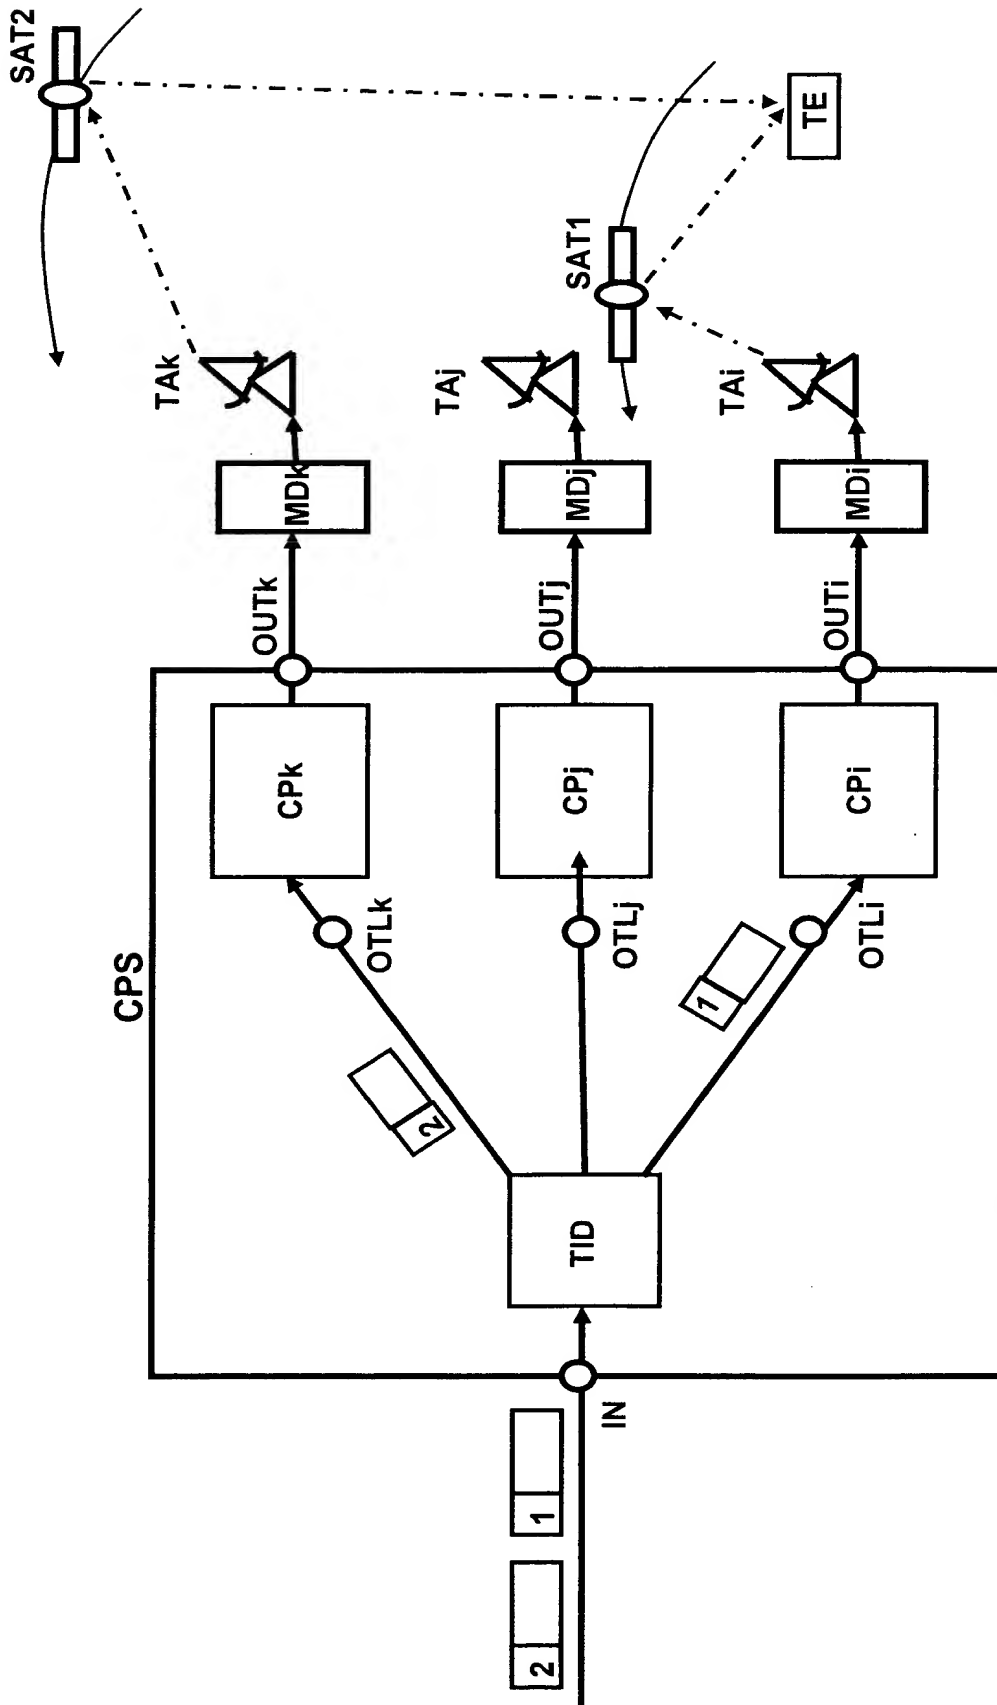 SAT2
TAk
MDk
OUTk
CPk
OTLk
CPS
2
TE
SAT1
TAj
MDj
OUTj
CPj
OTLj
TID
IN
1
2
TAi
MDi
OUTi
CPi
OTLi
1